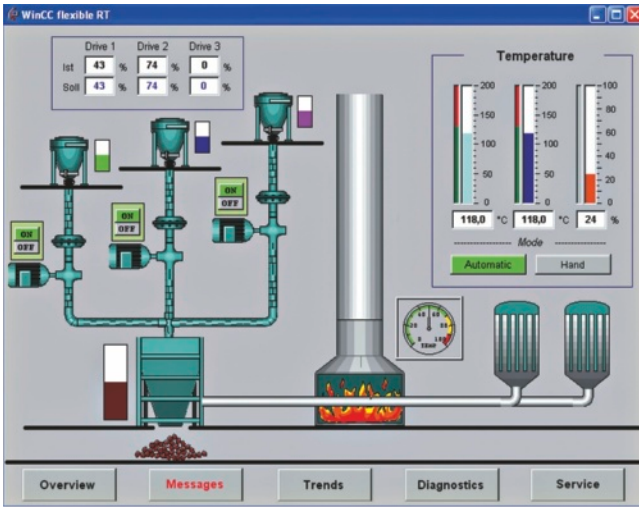 WinCC flexible RT
Drive 1 Drive 2 Drive 3
Ist 43 % 74 % 0 %
Soll 43 % 74 % 0 %
Temperature
200 200 100
80
150 150
60
100 100
40
50 50
20
0 0 0
118,0 °C 118,0 °C 24 %
Mode
Automatic Hand
ON
OFF
ON
OFF
ON
OFF
TEMP
Overview Messages Trends Diagnostics Service